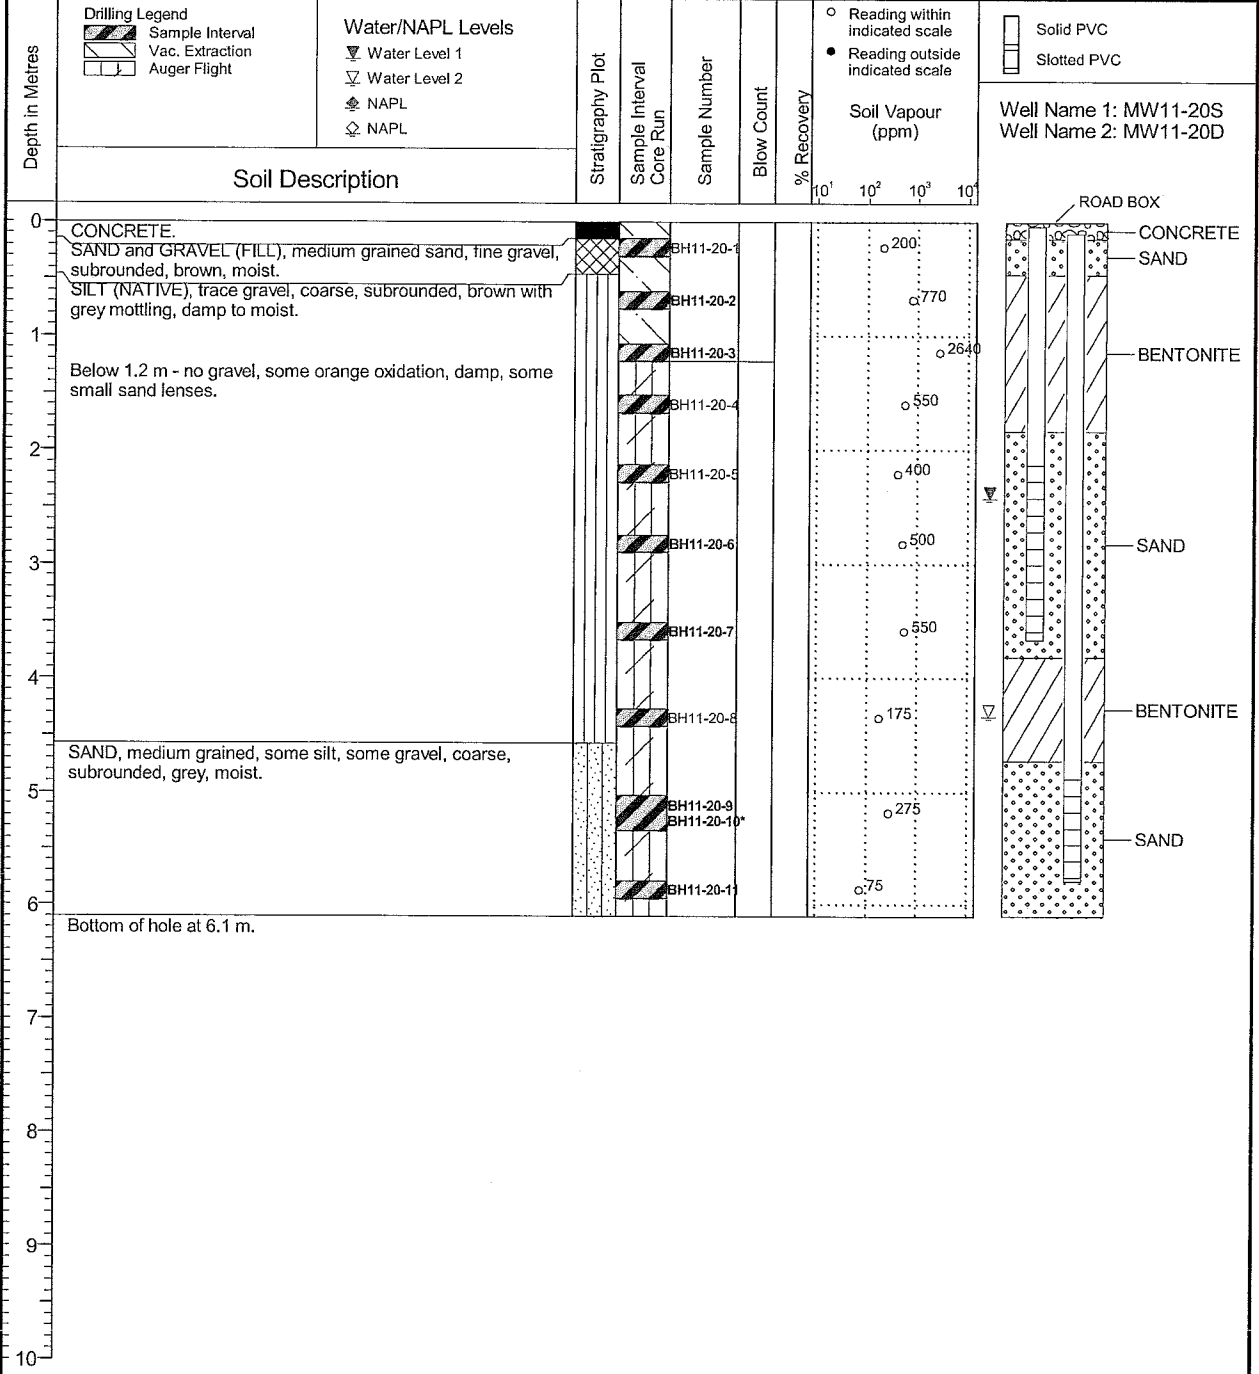 Drilling Legend
Sample Interval
Vac. Extraction
Auger Flight
Water/NAPL Levels
Water Level 1
Water Level 2
NAPL
NAPL
Depth in Metres
Soil Description
Stratigraphy Plot
Sample Interval
Core Run
Sample Number
Blow Count
% Recovery
Reading within
indicated scale
Reading outside
indicated scale
Soil Vapour
(ppm)
10¹ 10² 10³ 10⁴
Solid PVC
Slotted PVC
Well Name 1: MW11-20S
Well Name 2: MW11-20D
ROAD BOX
CONCRETE
SAND
BENTONITE
SAND
BENTONITE
SAND
0
1
2
3
4
5
6
7
8
9
10
CONCRETE.
SAND and GRAVEL (FILL), medium grained sand, fine gravel,
subrounded, brown, moist.
SILT (NATIVE), trace gravel, coarse, subrounded, brown with
grey mottling, damp to moist.
Below 1.2 m - no gravel, some orange oxidation, damp, some
small sand lenses.
SAND, medium grained, some silt, some gravel, coarse,
subrounded, grey, moist.
Bottom of hole at 6.1 m.
BH11-20-1
BH11-20-2
BH11-20-3
BH11-20-4
BH11-20-5
BH11-20-6
BH11-20-7
BH11-20-8
BH11-20-9
BH11-20-10*
BH11-20-11
200
770
2640
550
400
500
550
175
275
75